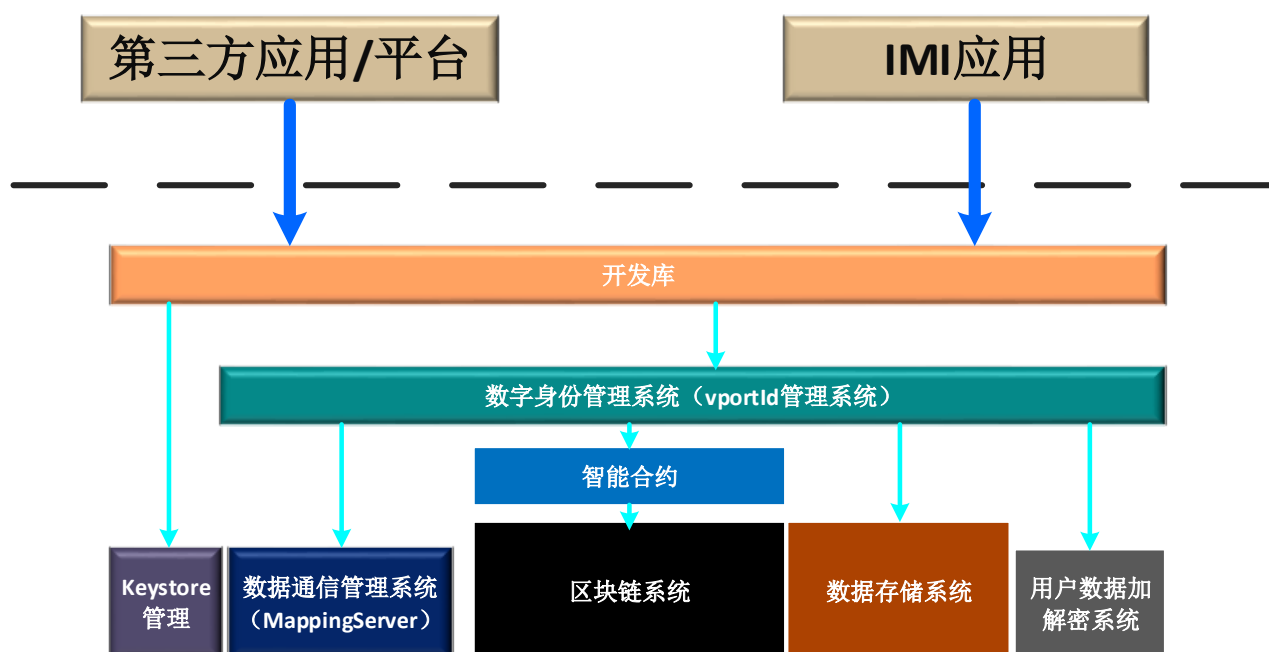 第三方应用/平台
IMI应用
开发库
数字身份管理系统（vportId管理系统）
智能合约
Keystore
管理
数据通信管理系统
（MappingServer）
区块链系统
数据存储系统
用户数据加
解密系统